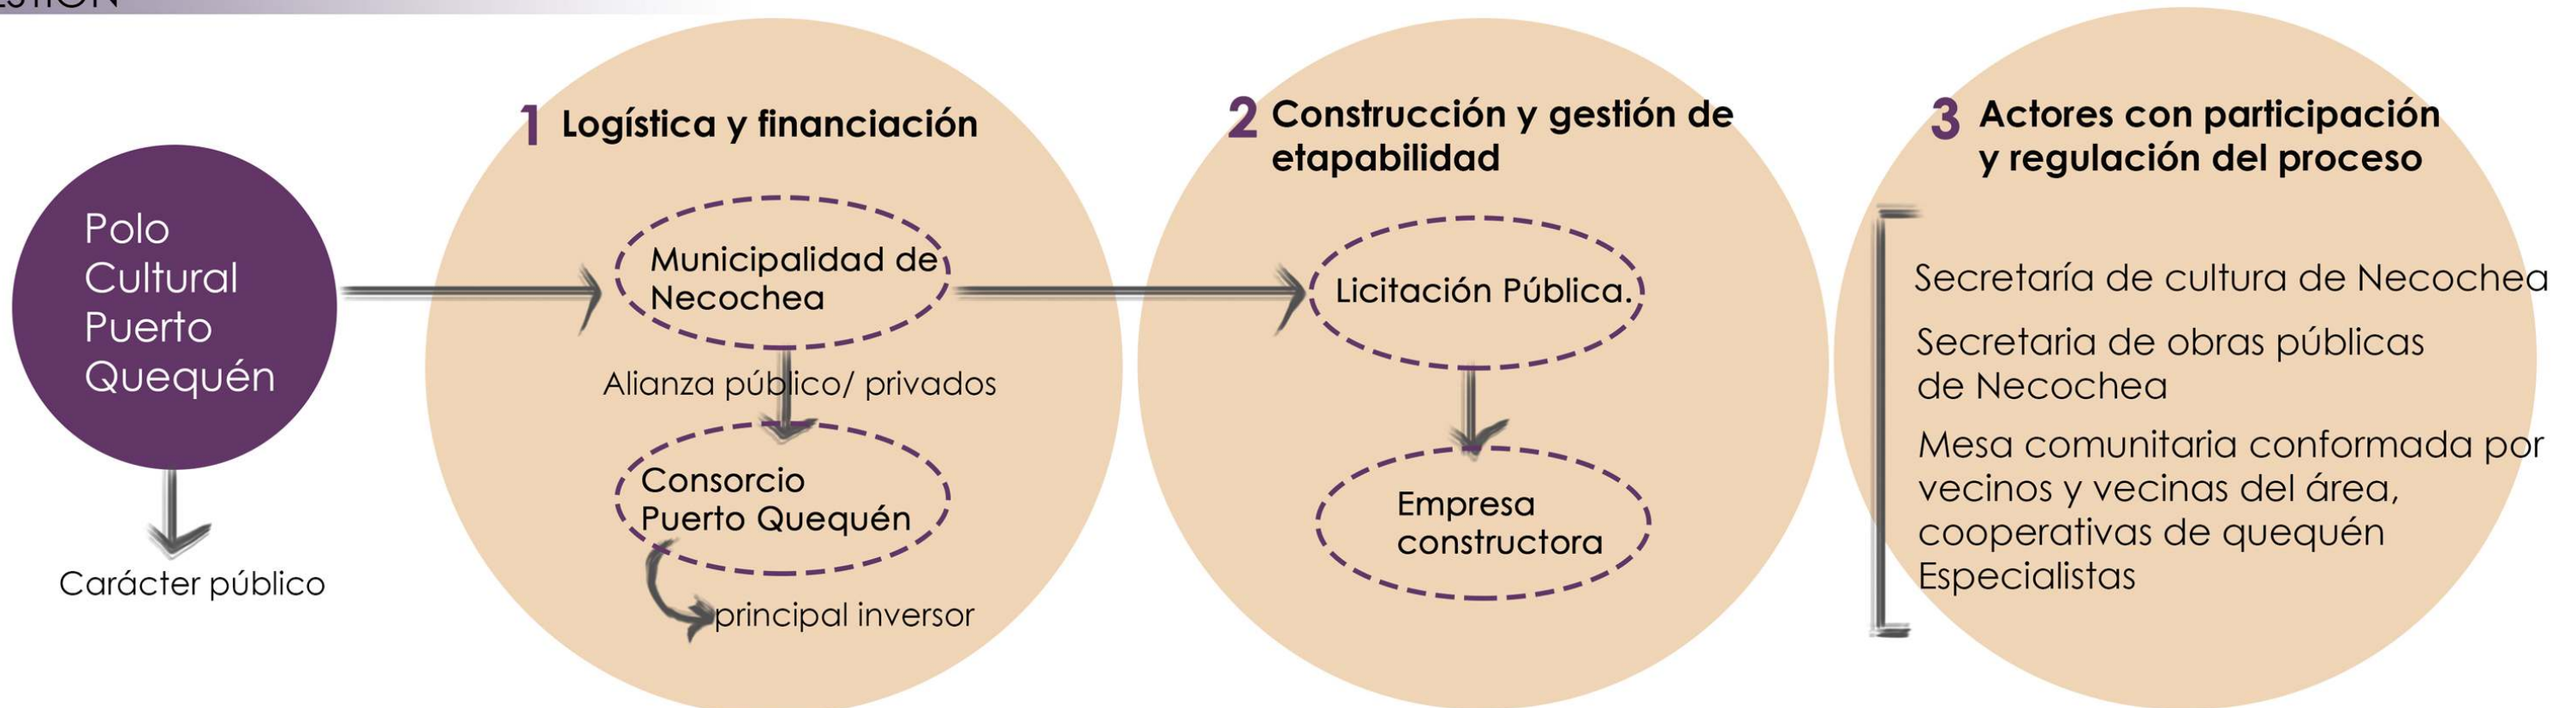 Polo
Cultural
Puerto
Quequén
Carácter público
1 Logística y financiación
Municipalidad de
Necochea
Alianza público/ privados
Consorcio
Puerto Quequén
principal inversor
2 Construcción y gestión de
etapabilidad
Licitación Pública.
Empresa
constructora
3 Actores con participación
y regulación del proceso
Secretaría de cultura de Necochea
Secretaria de obras públicas
de Necochea
Mesa comunitaria conformada por
vecinos y vecinas del área,
cooperativas de quequén
Especialistas